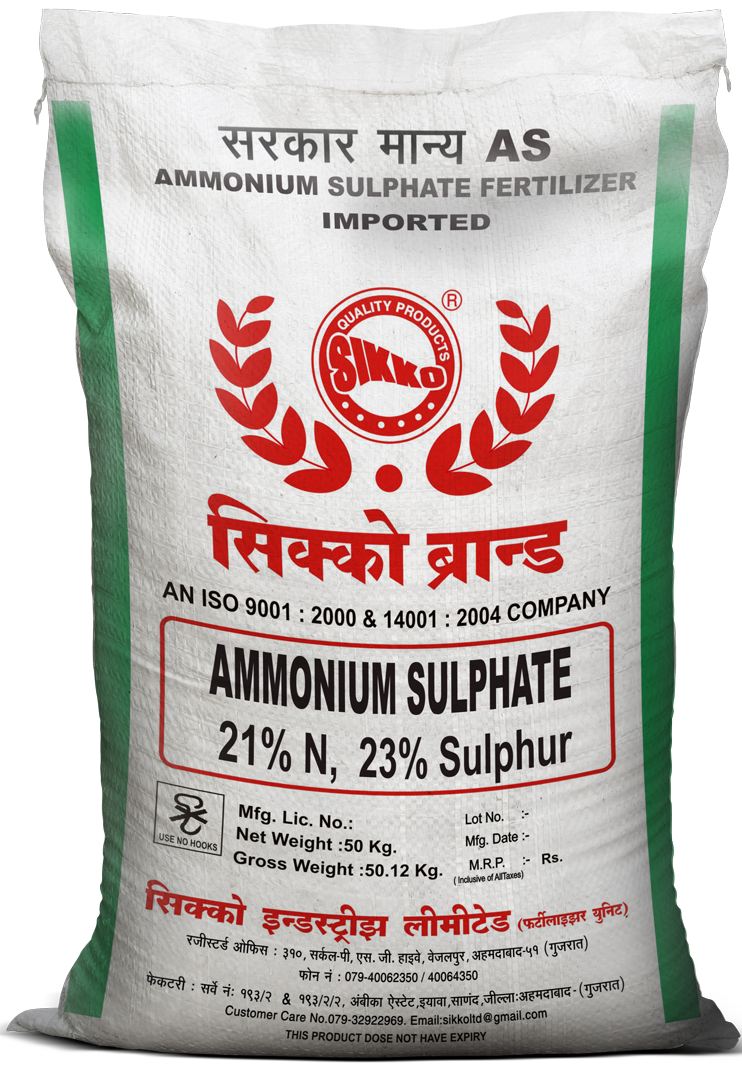 सरकार मान्य AS
AMMONIUM SULPHATE FERTILIZER
IMPORTED
QUALITY PRODUCTS
®
SIKKO
सिक्को ब्रान्ड
AN ISO 9001 : 2000 & 14001 : 2004 COMPANY
AMMONIUM SULPHATE
21% N, 23% Sulphur
USE NO HOOKS
Mfg. Lic. No.:
Net Weight :50 Kg.
Gross Weight :50.12 Kg.
Lot No. :-
Mfg. Date :-
M.R.P. :- Rs.
( Inclusive of AllTaxes)
सिक्को इन्डस्ट्रीझ लीमीटेड (फर्टीलाइझर युनिट)
रजीस्टर्ड ओफिस : ३१०, सर्कल-पी, एस. जी. हाइवे, वेजलपुर, अहमदाबाद-५१ (गुजरात)
फोन नं : 079-40062350 / 40064350
फेकटरी : सर्वे नं: १९३/२ & १९३/२/२, अंबीका ऐस्टेट,इयावा,साणंद,जील्ला:अहमदाबाद-(गुजरात)
Customer Care No.079-32922969. Email:sikkoltd@gmail.com
THIS PRODUCT DOSE NOT HAVE EXPIRY